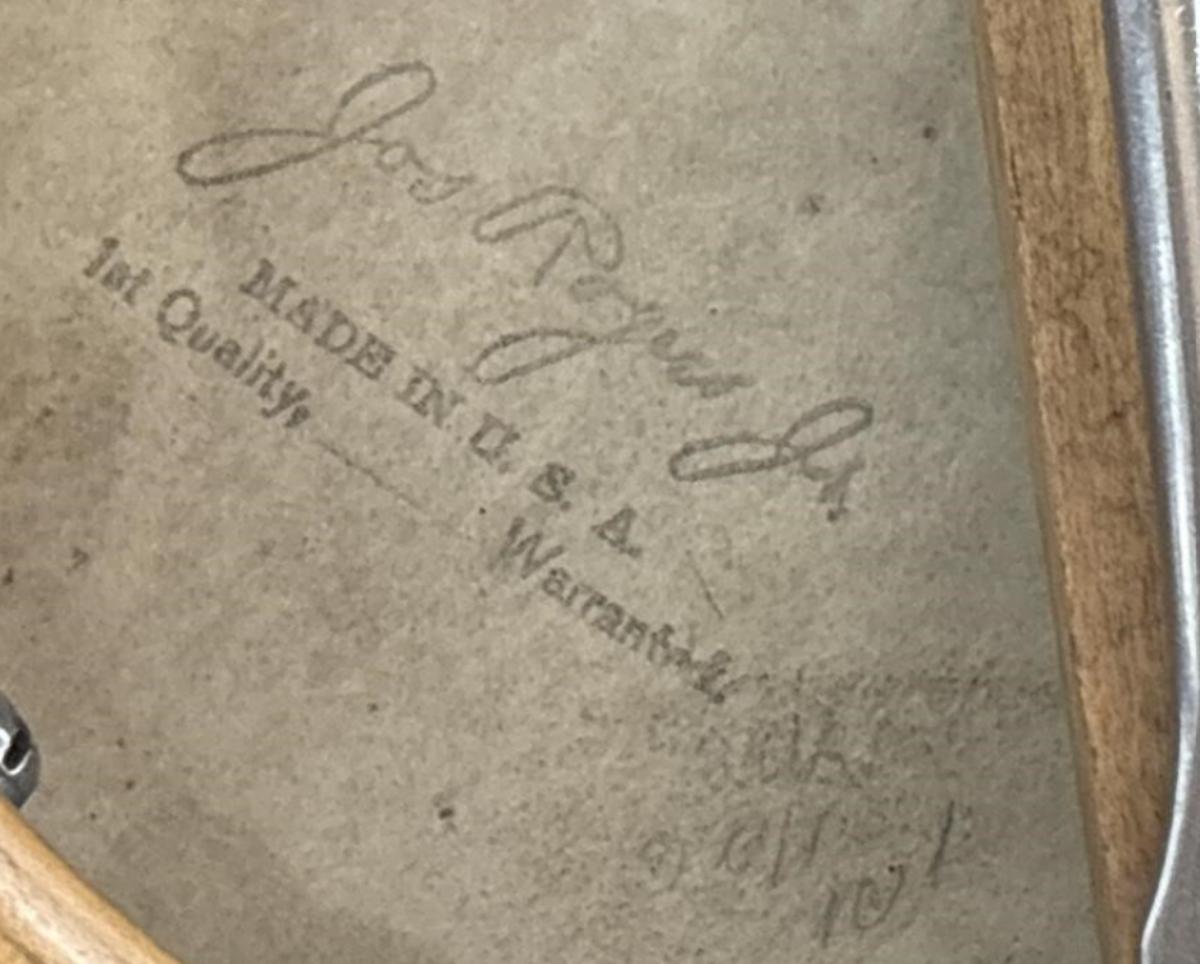 Jos Rogers Jr.
MADE IN U. S. A.
1st Quality, Warranted.